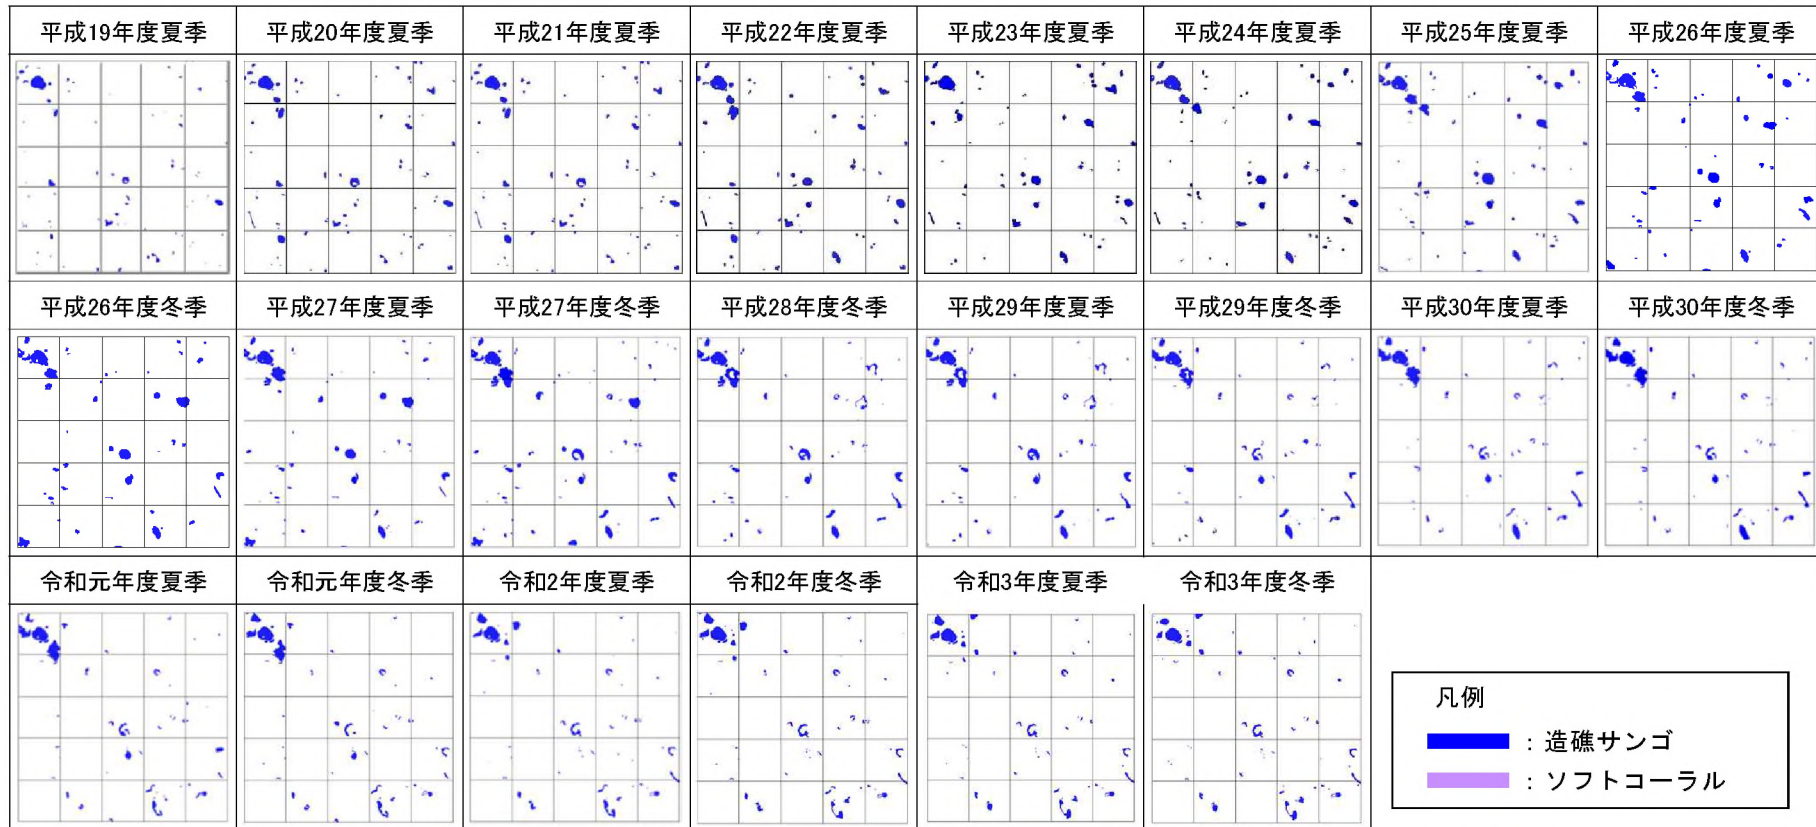 平成19年度夏季 平成20年度夏季 平成21年度夏季 平成22年度夏季 平成23年度夏季 平成24年度夏季 平成25年度夏季 平成26年度夏季
平成26年度冬季 平成27年度夏季 平成27年度冬季 平成28年度冬季 平成29年度夏季 平成29年度冬季 平成30年度夏季 平成30年度冬季
令和元年度夏季 令和元年度冬季 令和2年度夏季 令和2年度冬季 令和3年度夏季 令和3年度冬季
凡例
：造礁サンゴ
：ソフトコーラル